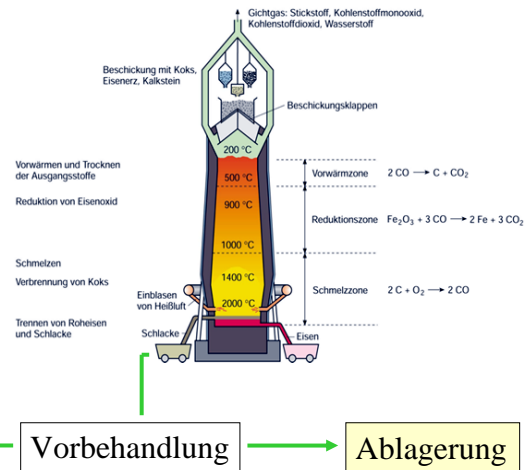 Gichtgas: Stickstoff, Kohlenstoffmonooxid,
Kohlenstoffdioxid, Wasserstoff
Beschickung mit Koks,
Eisenerz, Kalkstein
Beschickungsklappen
200 °C
Vorwärmen und Trocknen
der Ausgangsstoffe
500 °C
Vorwärmzone
2 CO → C + CO₂
Reduktion von Eisenoxid
900 °C
Reduktionszone
Fe₂O₃ + 3 CO → 2 Fe + 3 CO₂
1000 °C
Schmelzen
1400 °C
Verbrennung von Koks
Schmelzzone
2 C + O₂ → 2 CO
Einblasen
von Heißluft
2000 °C
Trennen von Roheisen
und Schlacke
Schlacke
Eisen
Vorbehandlung
Ablagerung